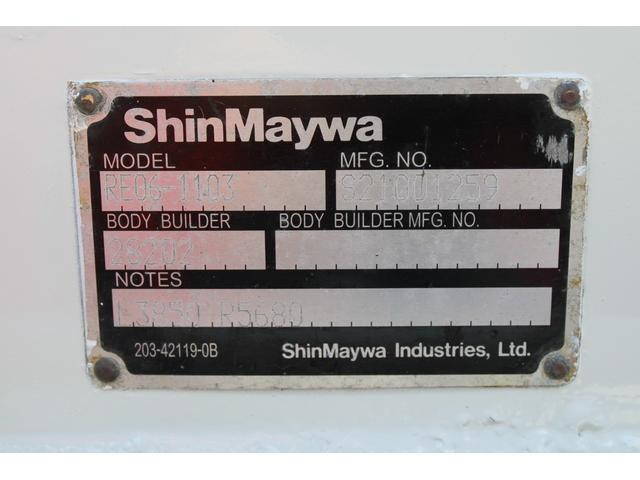 ShinMaywa
MODEL MFG. NO.
RE06-1103 S21001259
BODY BUILDER BODY BUILDER MFG. NO.
28202
NOTES
L3850 R5680
203-42119-0B ShinMaywa Industries, Ltd.